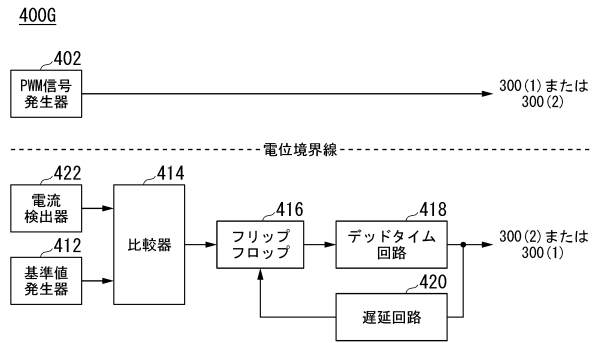 400G
402
PWM信号
発生器
300(1)または
300(2)
電位境界線
422
電流
検出器
412
基準値
発生器
414
比較器
416
フリップ
フロップ
418
デッドタイム
回路
300(2)または
300(1)
420
遅延回路